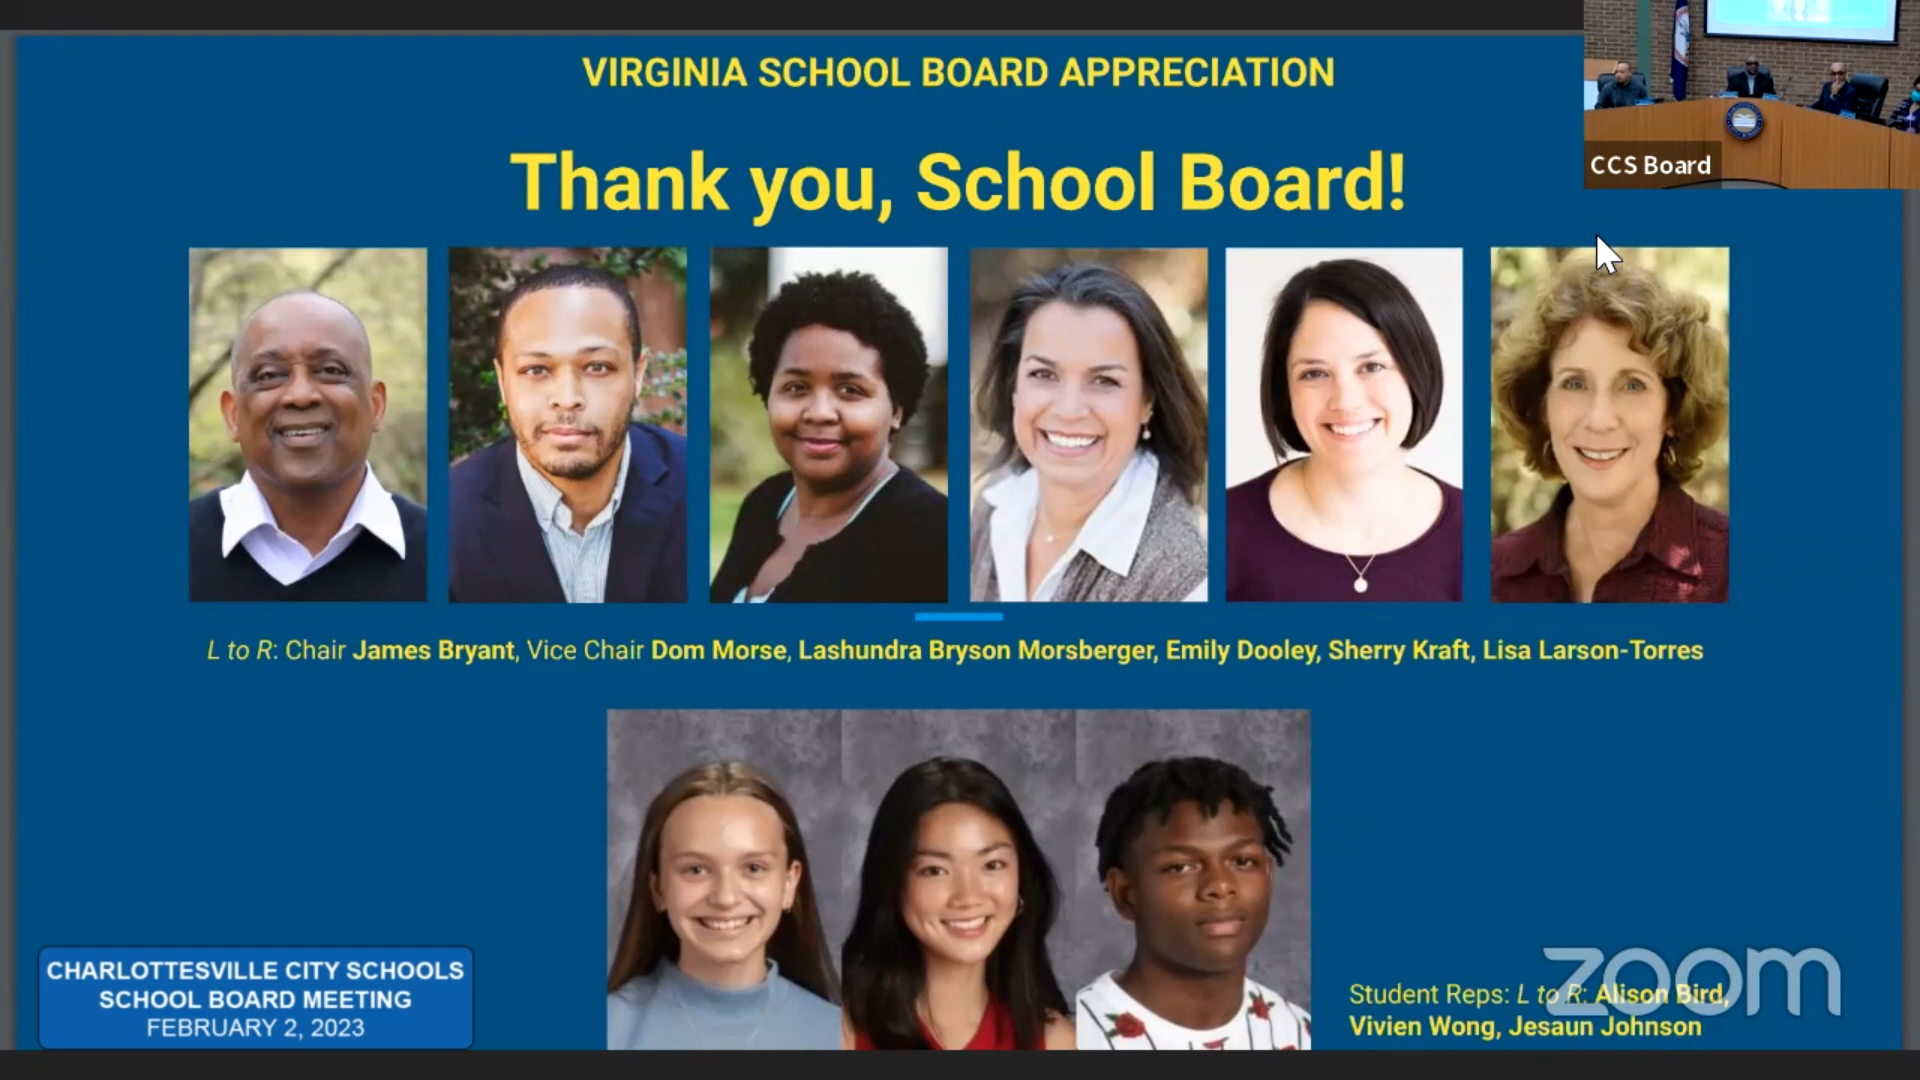 VIRGINIA SCHOOL BOARD APPRECIATION
Thank you, School Board!
CCS Board
L to R: Chair James Bryant, Vice Chair Dom Morse, Lashundra Bryson Morsberger, Emily Dooley, Sherry Kraft, Lisa Larson-Torres
CHARLOTTESVILLE CITY SCHOOLS
SCHOOL BOARD MEETING
FEBRUARY 2, 2023
Student Reps: L to R: Alison Bird,
Vivien Wong, Jesaun Johnson
zoom